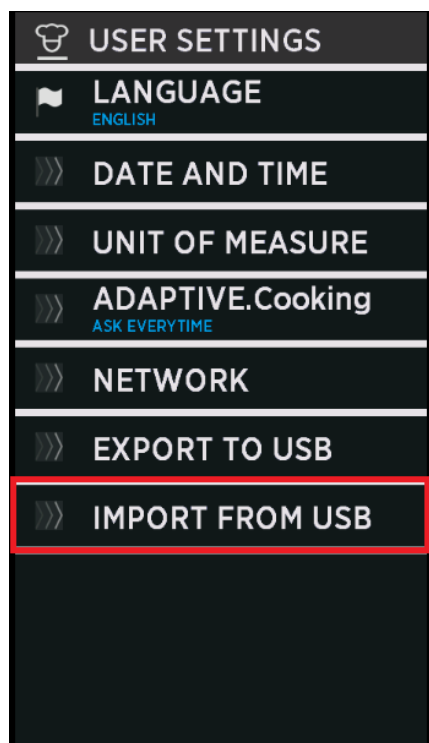 USER SETTINGS
LANGUAGE
ENGLISH
DATE AND TIME
UNIT OF MEASURE
ADAPTIVE.Cooking
ASK EVERYTIME
NETWORK
EXPORT TO USB
IMPORT FROM USB